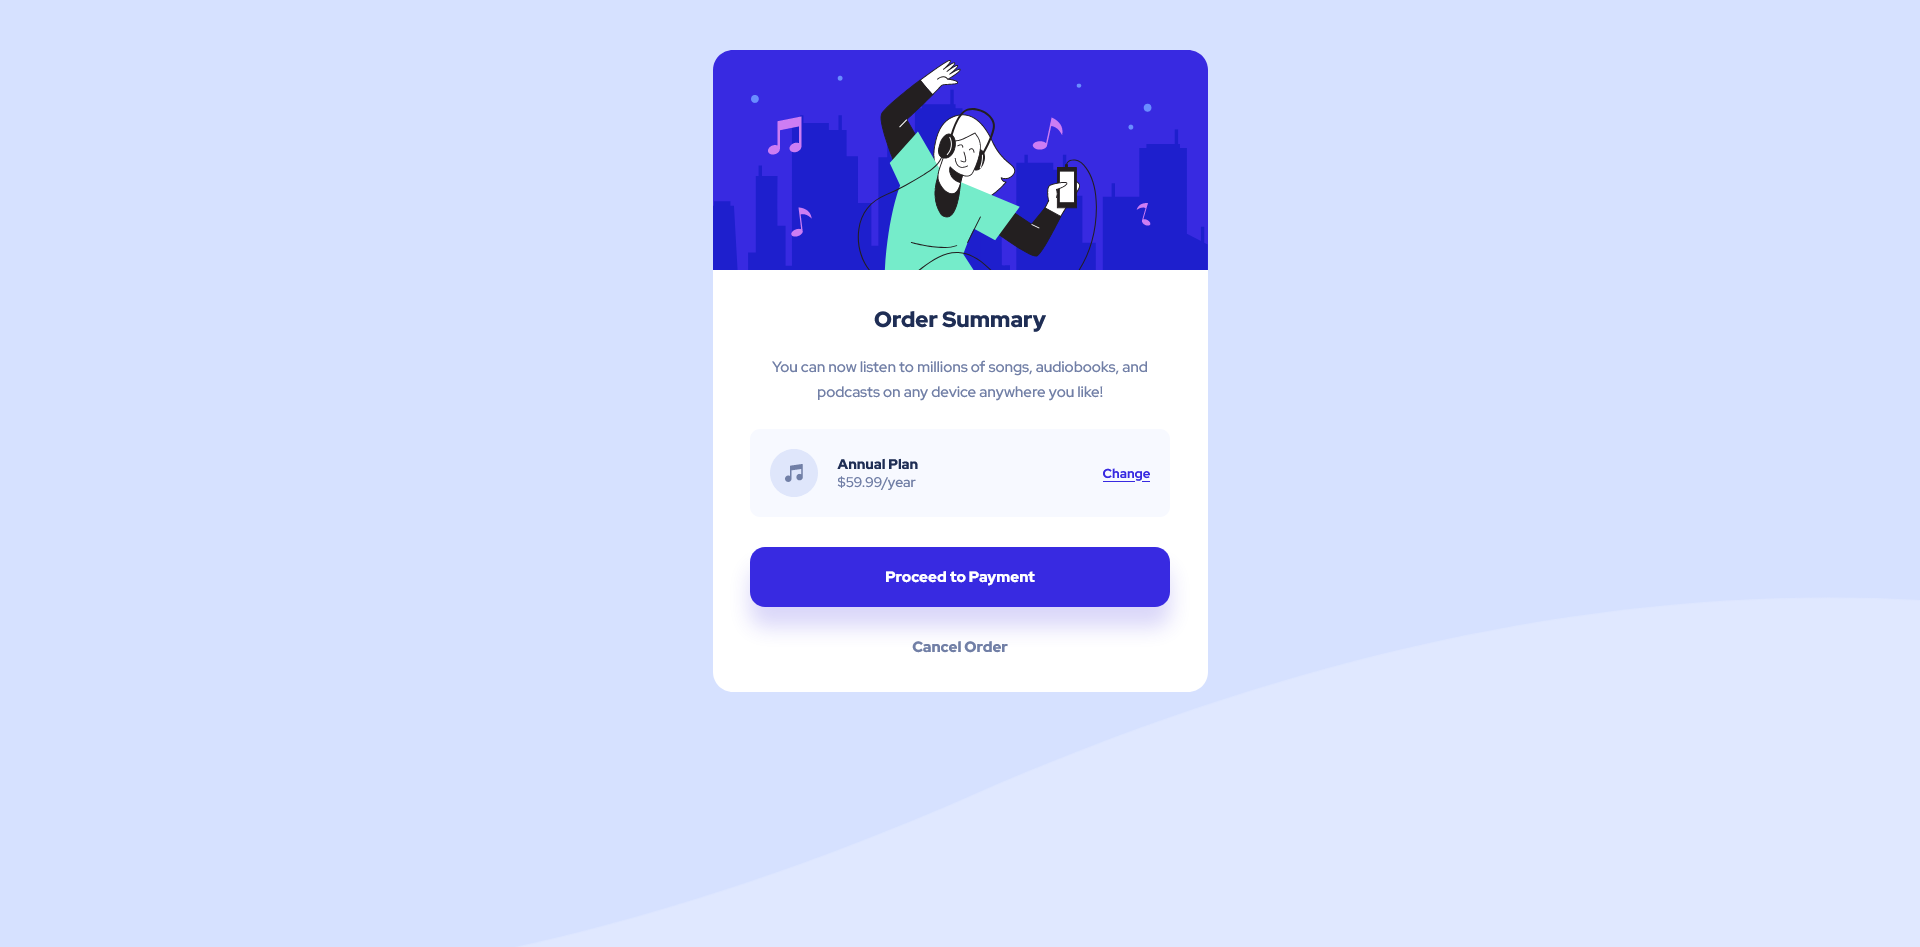 Order Summary
You can now listen to millions of songs, audiobooks, and
podcasts on any device anywhere you like!
Annual Plan
$59.99/year
Change
Proceed to Payment
Cancel Order